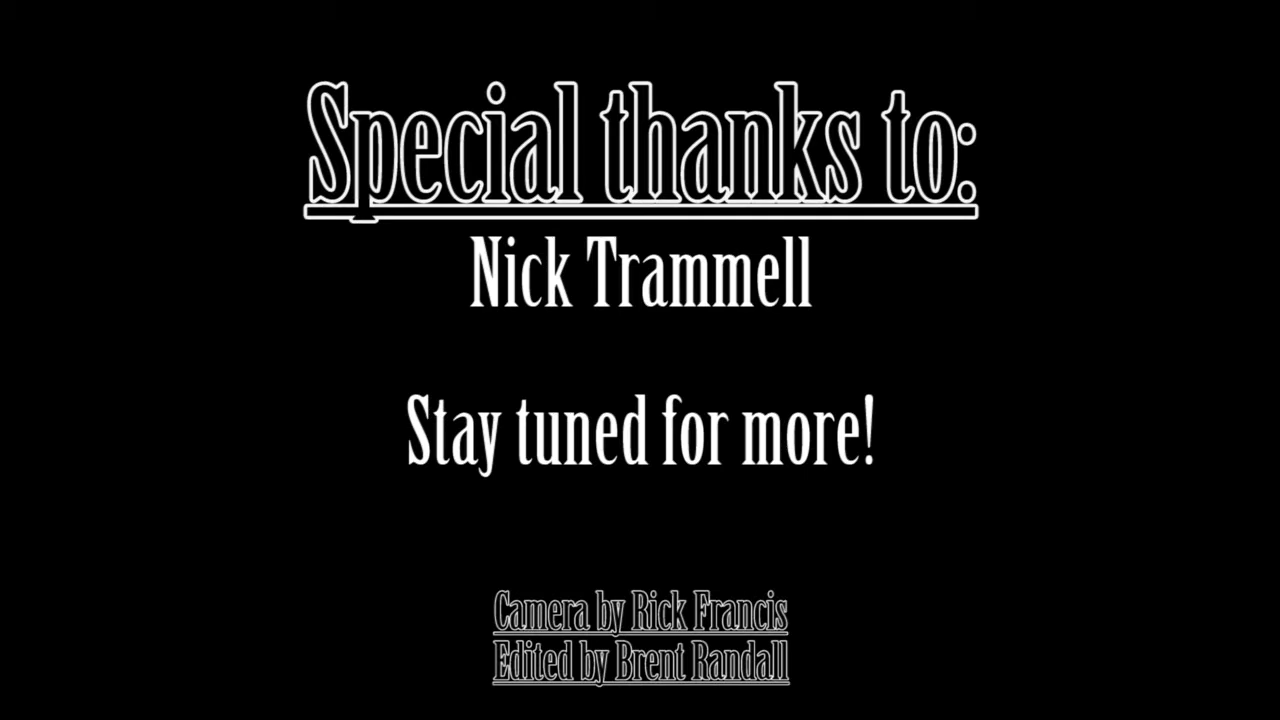 Special thanks to:
Nick Trammell
Stay tuned for more!
Camera by Rick Francis
Edited by Brent Randall